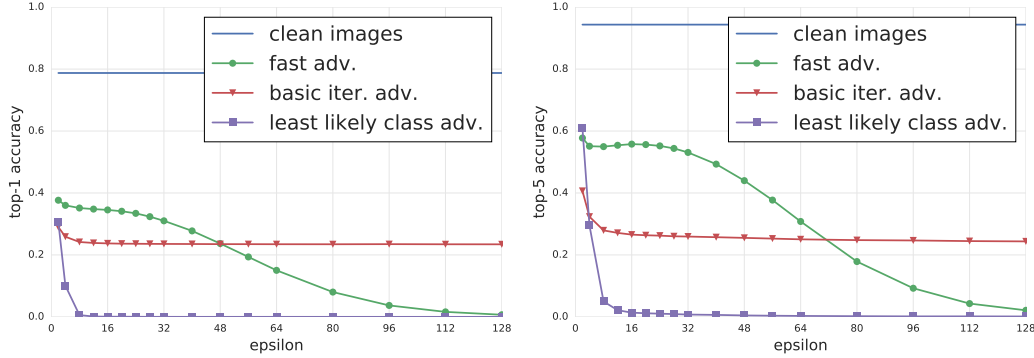 1.0
0.8
0.6
0.4
0.2
0.0
top-1 accuracy
0 16 32 48 64 80 96 112 128
epsilon
clean images
fast adv.
basic iter. adv.
least likely class adv.
1.0
0.8
0.6
0.4
0.2
0.0
top-5 accuracy
0 16 32 48 64 80 96 112 128
epsilon
clean images
fast adv.
basic iter. adv.
least likely class adv.